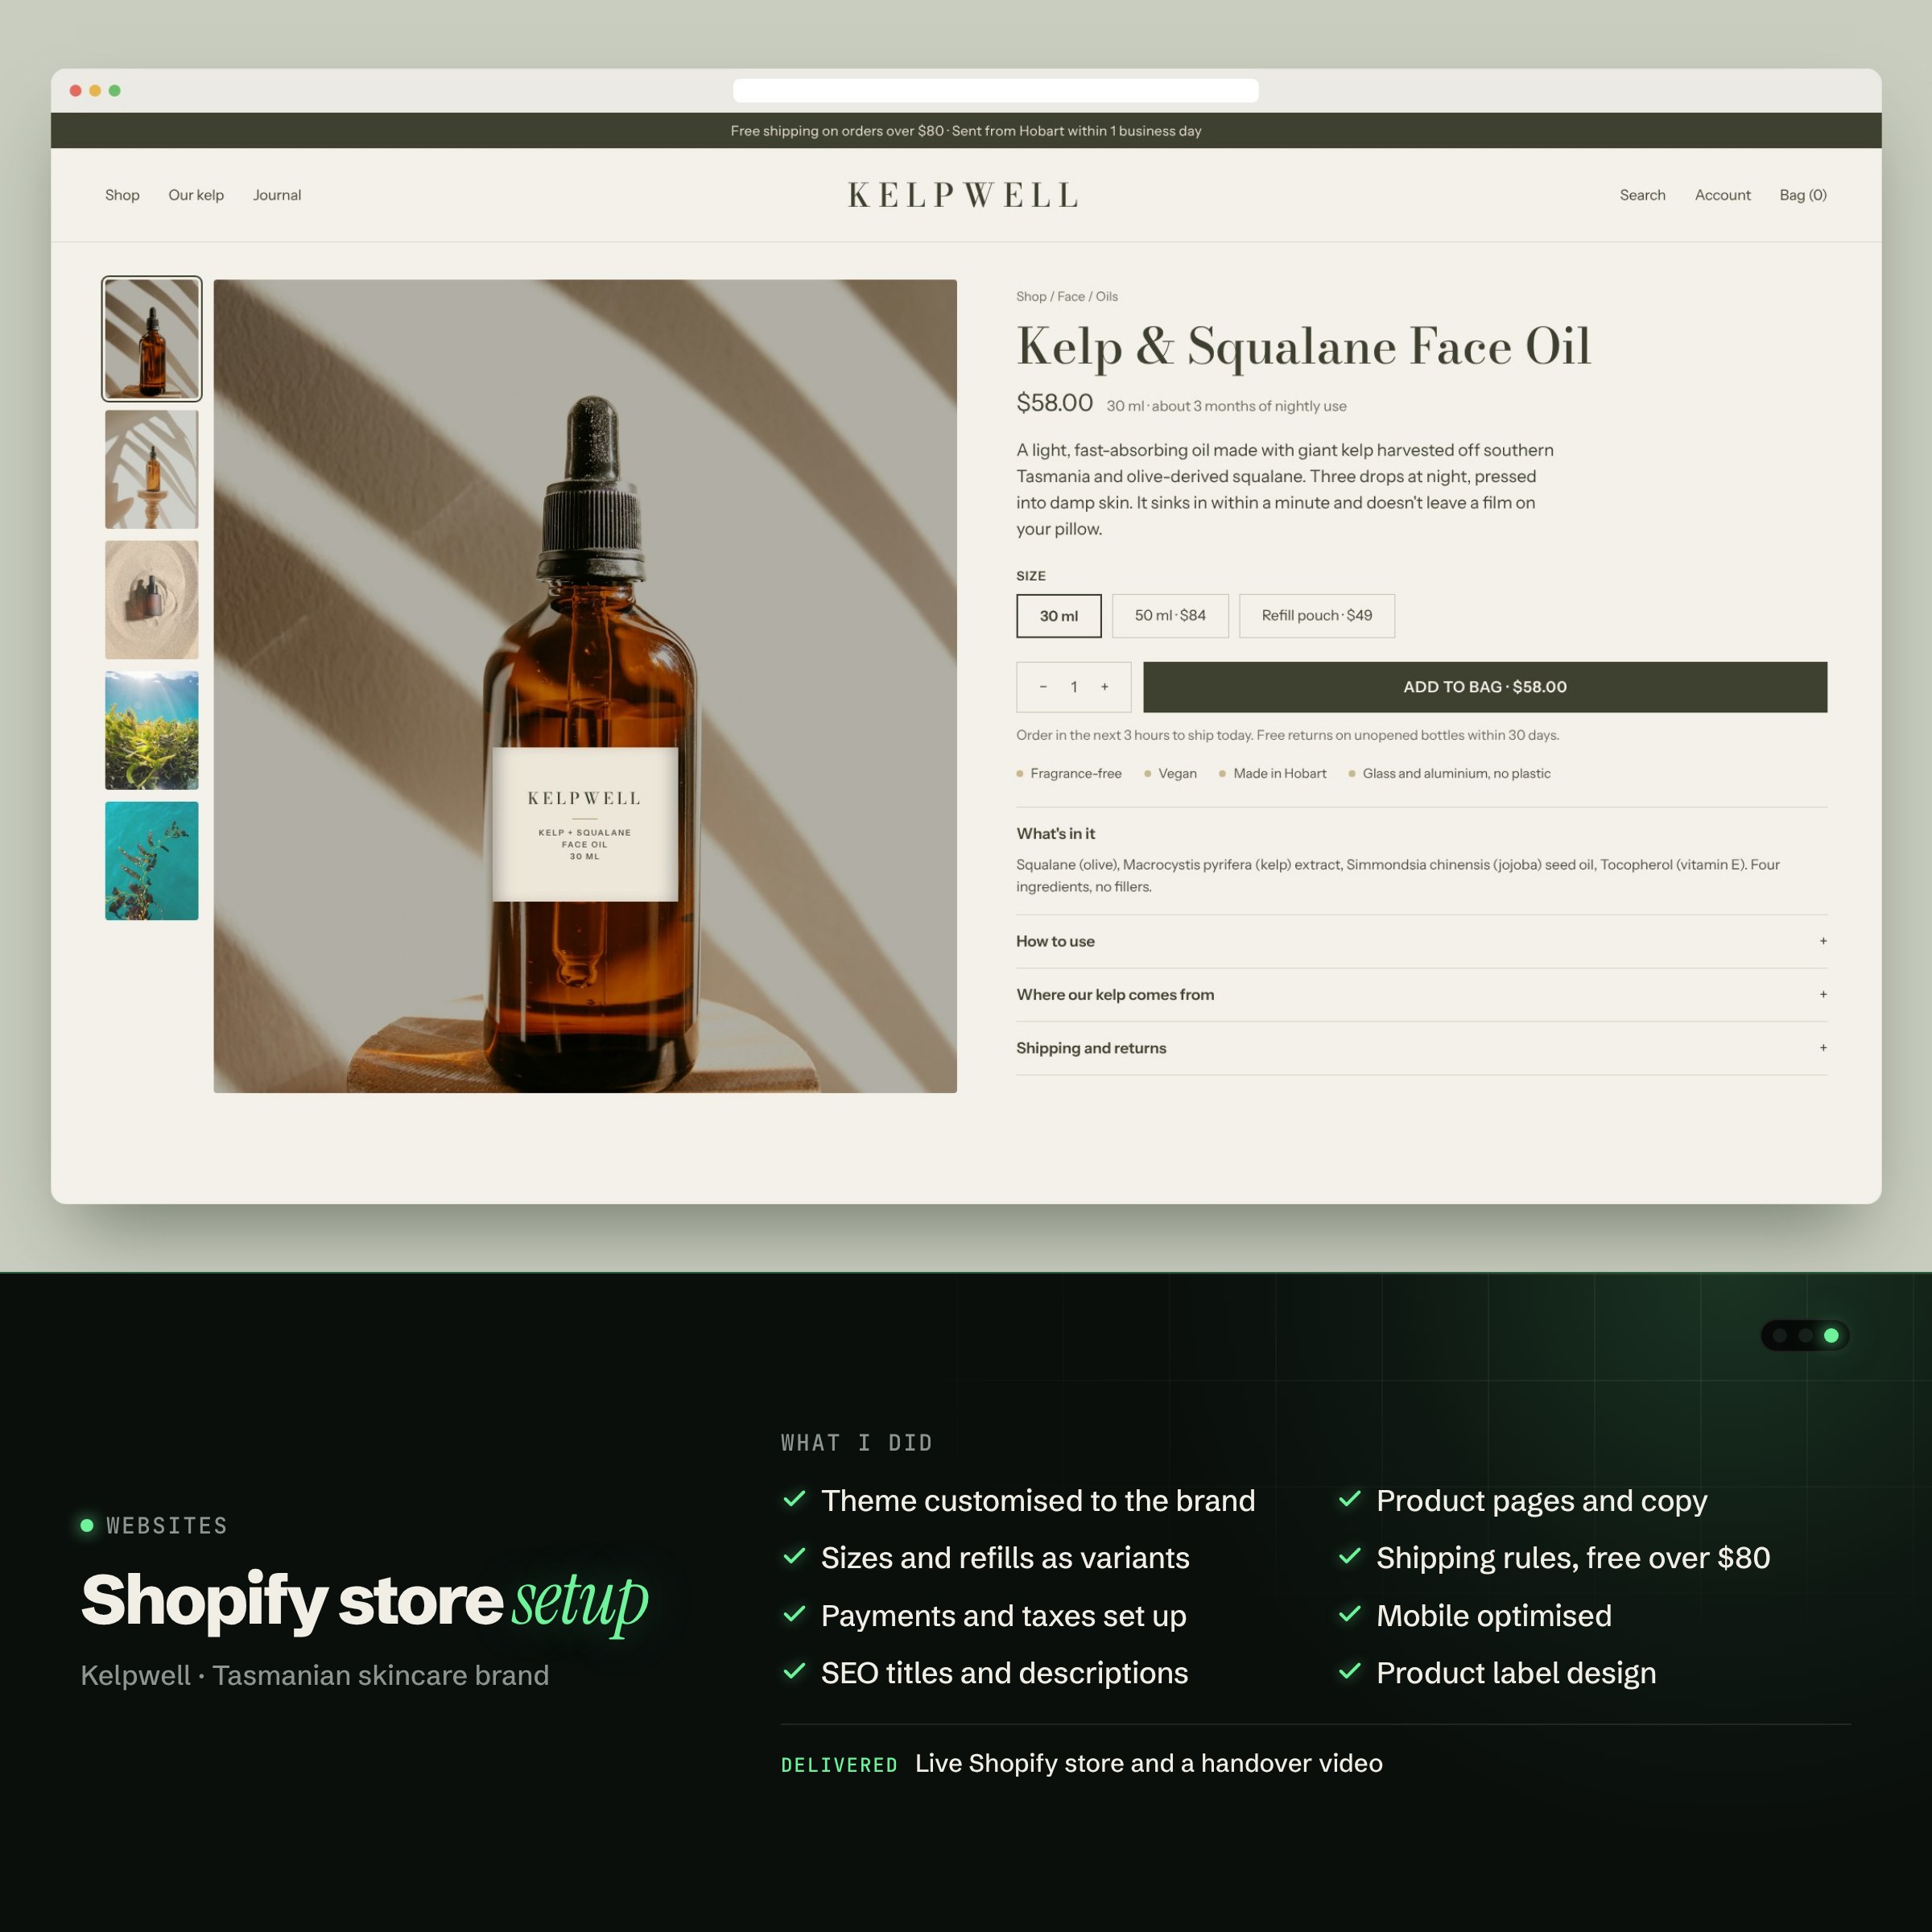 Free shipping on orders over $80 · Sent from Hobart within 1 business day
Shop Our kelp Journal
KELPWELL
Search Account Bag (0)
Shop / Face / Oils
Kelp & Squalane Face Oil
$58.00 30 ml · about 3 months of nightly use
A light, fast-absorbing oil made with giant kelp harvested off southern
Tasmania and olive-derived squalane. Three drops at night, pressed
into damp skin. It sinks in within a minute and doesn't leave a film on
your pillow.
SIZE
30 ml 50 ml · $84 Refill pouch · $49
− 1 + ADD TO BAG · $58.00
Order in the next 3 hours to ship today. Free returns on unopened bottles within 30 days.
Fragrance-free Vegan Made in Hobart Glass and aluminium, no plastic
What's in it
Squalane (olive), Macrocystis pyrifera (kelp) extract, Simmondsia chinensis (jojoba) seed oil, Tocopherol (vitamin E). Four
ingredients, no fillers.
How to use +
Where our kelp comes from +
Shipping and returns +
KELPWELL
KELP + SQUALANE
FACE OIL
30 ML
WEBSITES
Shopify store setup
Kelpwell · Tasmanian skincare brand
WHAT I DID
Theme customised to the brand
Product pages and copy
Sizes and refills as variants
Shipping rules, free over $80
Payments and taxes set up
Mobile optimised
SEO titles and descriptions
Product label design
DELIVERED Live Shopify store and a handover video